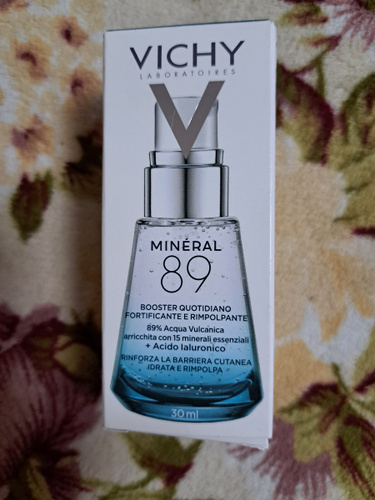 VICHY
LABORATOIRES
V
MINÉRAL
89
BOOSTER QUOTIDIANO
FORTIFICANTE E RIMPOLPANTE
89% Acqua Vulcanica
arricchita con 15 minerali essenziali
+ Acido Ialuronico
RINFORZA LA BARRIERA CUTANEA
IDRATA E RIMPOLPA
30 ml